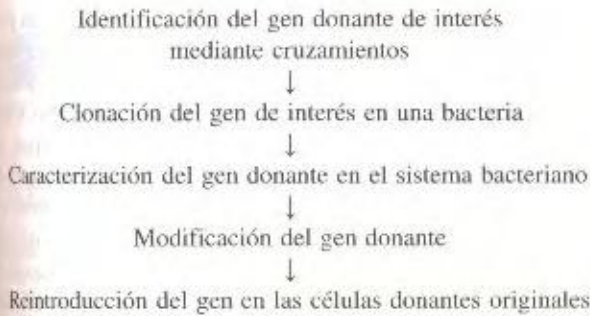 Identificación del gen donante de interés
mediante cruzamientos
↓
Clonación del gen de interés en una bacteria
↓
Caracterización del gen donante en el sistema bacteriano
↓
Modificación del gen donante
↓
Reintroducción del gen en las células donantes originales